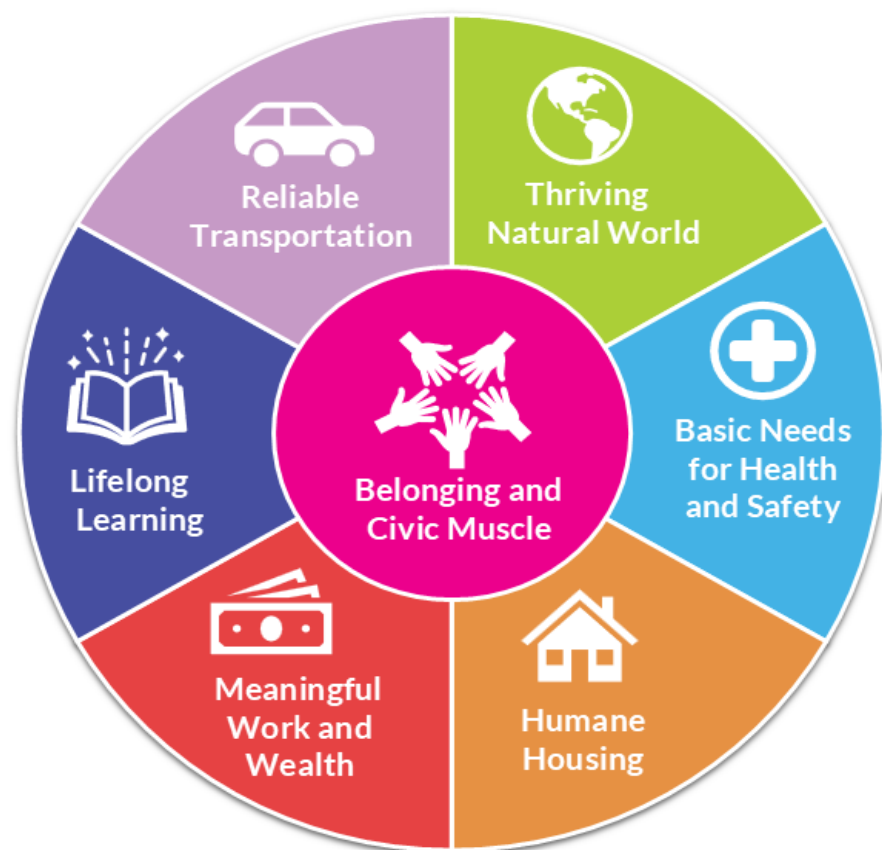 Reliable
Transportation
Thriving
Natural World
Basic Needs
for Health
and Safety
Humane
Housing
Meaningful
Work and
Wealth
Lifelong
Learning
Belonging and
Civic Muscle